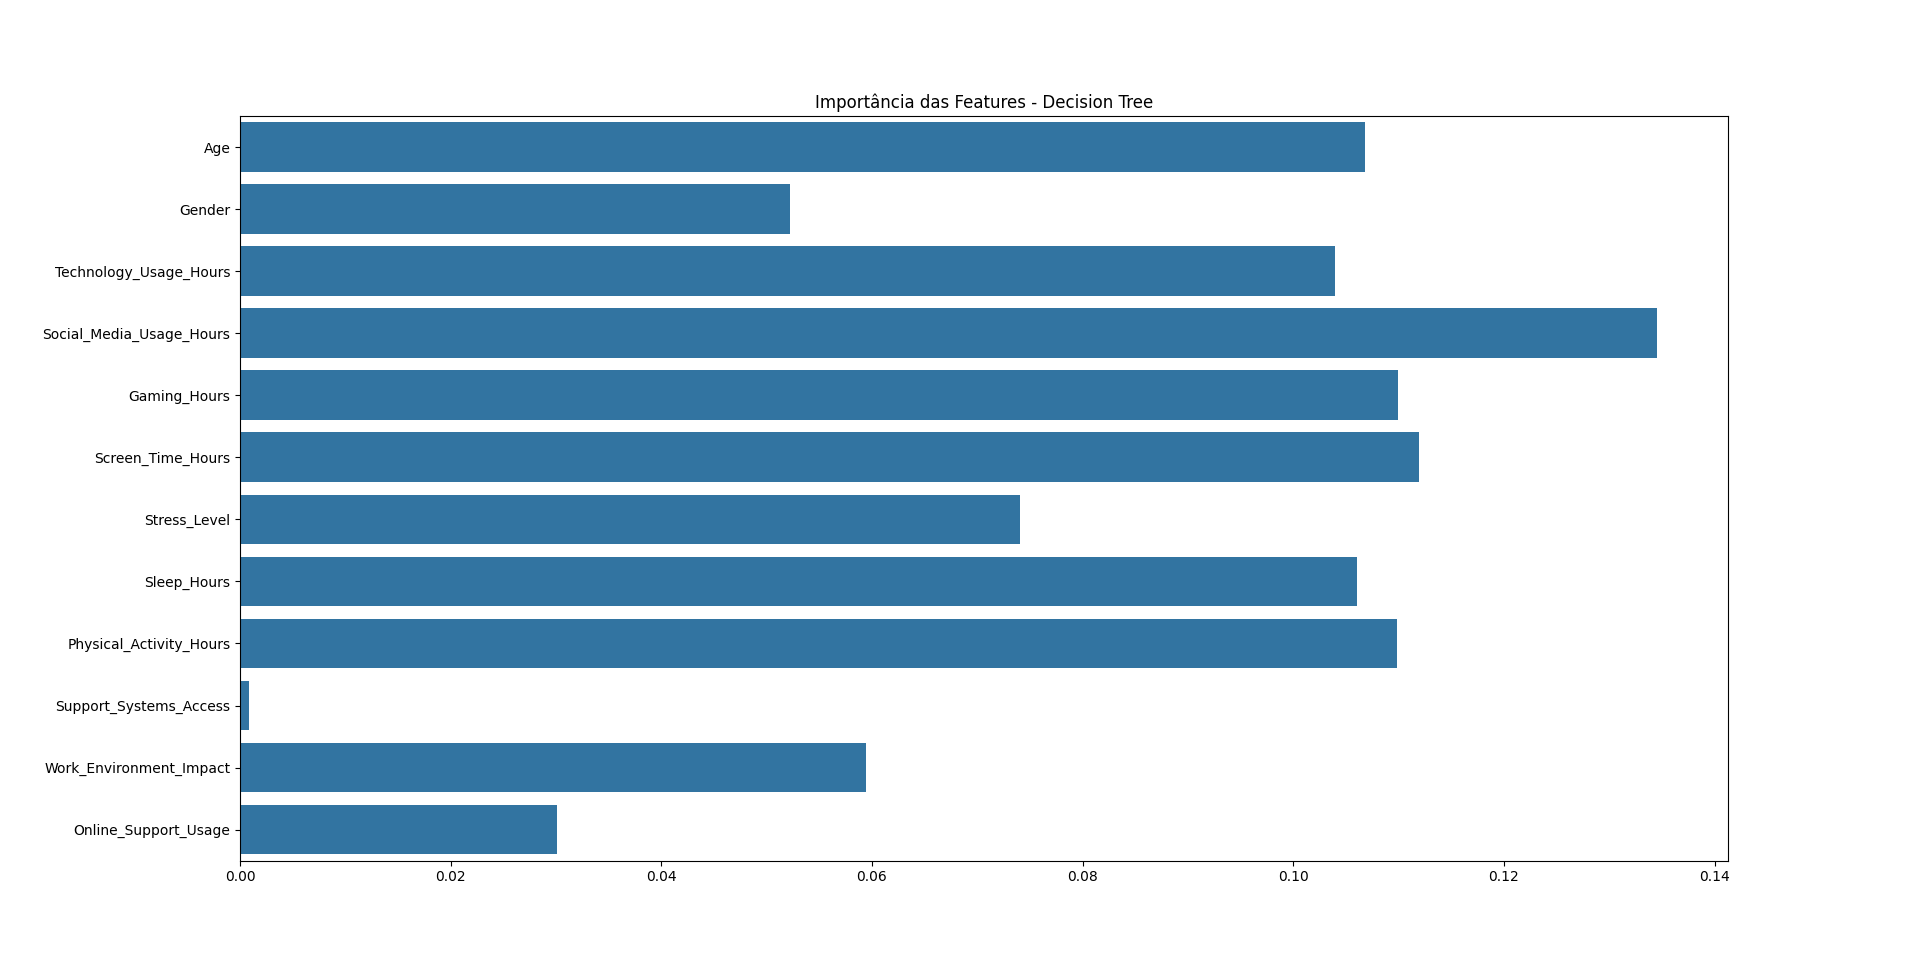 Importância das Features - Decision Tree
Age
Gender
Technology_Usage_Hours
Social_Media_Usage_Hours
Gaming_Hours
Screen_Time_Hours
Stress_Level
Sleep_Hours
Physical_Activity_Hours
Support_Systems_Access
Work_Environment_Impact
Online_Support_Usage
0.00 0.02 0.04 0.06 0.08 0.10 0.12 0.14